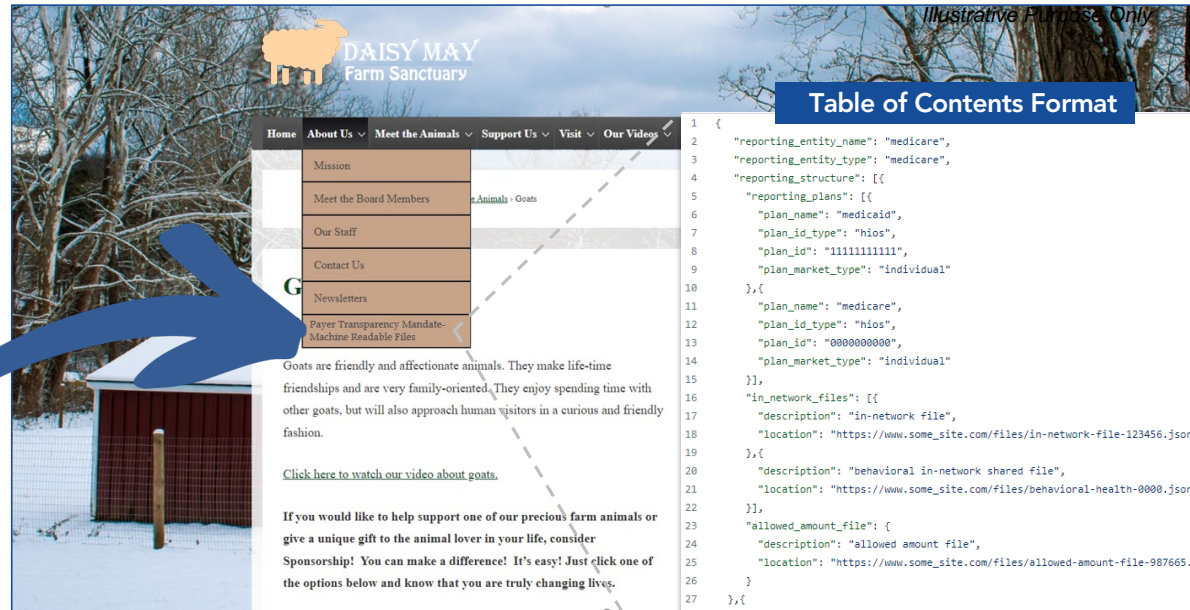 Illustrative Purpose Only
DAISY MAY
Farm Sanctuary
Table of Contents Format
Home About Us Meet the Animals Support Us Visit Our Videos
Mission
Meet the Board Members
Our Staff
Contact Us
Newsletters
Payer Transparency Mandate-
Machine Readable Files
Animals › Goats
G
Goats are friendly and affectionate animals. They make life-time
friendships and are very family-oriented. They enjoy spending time with
other goats, but will also approach human visitors in a curious and friendly
fashion.
Click here to watch our video about goats.
If you would like to help support one of our precious farm animals or
give a unique gift to the animal lover in your life, consider
Sponsorship! You can make a difference! It's easy! Just click one of
the options below and know that you are truly changing lives.
1 {
2 "reporting_entity_name": "medicare",
3 "reporting_entity_type": "medicare",
4 "reporting_structure": [{
5 "reporting_plans": [{
6 "plan_name": "medicaid",
7 "plan_id_type": "hios",
8 "plan_id": "11111111111",
9 "plan_market_type": "individual"
10 },{
11 "plan_name": "medicare",
12 "plan_id_type": "hios",
13 "plan_id": "0000000000",
14 "plan_market_type": "individual"
15 }],
16 "in_network_files": [{
17 "description": "in-network file",
18 "location": "https://www.some_site.com/files/in-network-file-123456.json
19 },{
20 "description": "behavioral in-network shared file",
21 "location": "https://www.some_site.com/files/behavioral-health-0000.json
22 }],
23 "allowed_amount_file": {
24 "description": "allowed amount file",
25 "location": "https://www.some_site.com/files/allowed-amount-file-987665.
26 }
27 },{